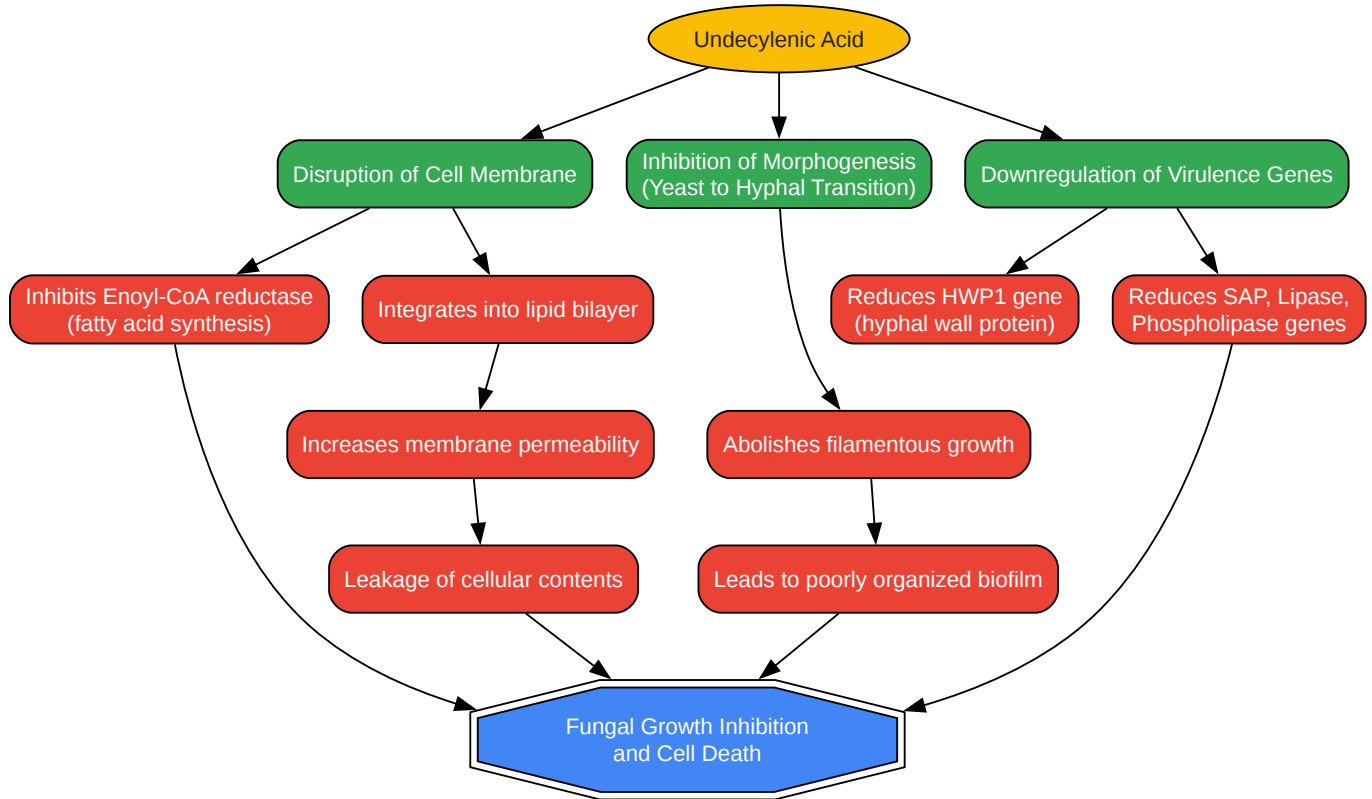 Undecylenic Acid
Disruption of Cell Membrane
Inhibition of Morphogenesis
(Yeast to Hyphal Transition)
Downregulation of Virulence Genes
Inhibits Enoyl-CoA reductase
(fatty acid synthesis)
Integrates into lipid bilayer
Reduces HWP1 gene
(hyphal wall protein)
Reduces SAP, Lipase,
Phospholipase genes
Increases membrane permeability
Abolishes filamentous growth
Leakage of cellular contents
Leads to poorly organized biofilm
Fungal Growth Inhibition
and Cell Death